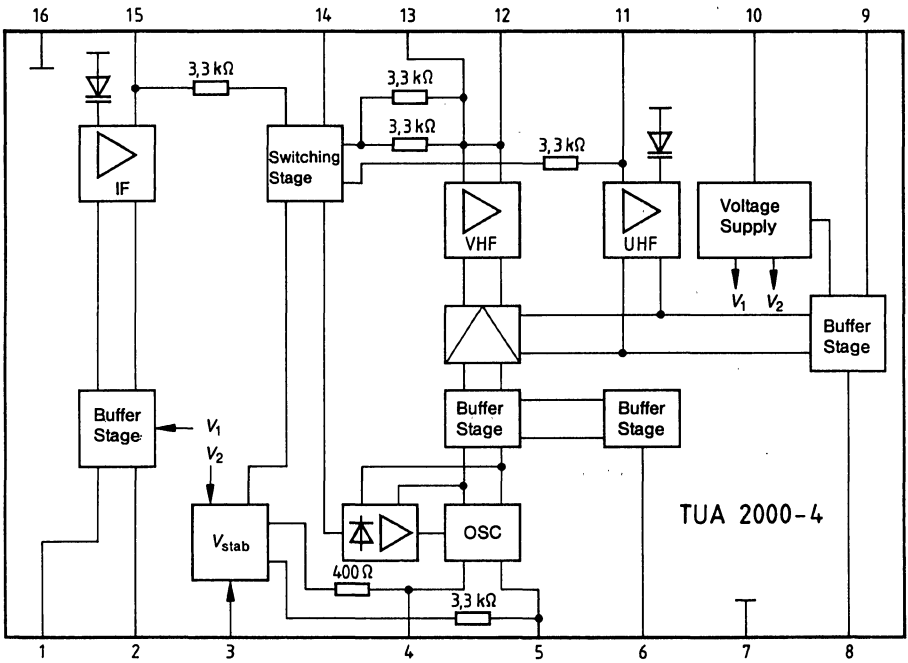 16 15 14 13 12 11 10 9
3,3 kΩ
3,3 kΩ
3,3 kΩ
3,3 kΩ
Switching
Stage
IF
VHF
UHF
Voltage
Supply
V1 V2
Buffer
Stage
Buffer
Stage
V1
V2
Buffer
Stage
Buffer
Stage
Vstab
OSC
TUA 2000-4
400 Ω
3,3 kΩ
1 2 3 4 5 6 7 8